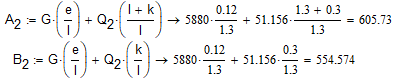 A₂ := G·(e/l) + Q₂·(l + k/l) → 5880·0.12/1.3 + 51.156·1.3 + 0.3/1.3 = 605.73
B₂ := G·(e/l) + Q₂·(k/l) → 5880·0.12/1.3 + 51.156·0.3/1.3 = 554.574